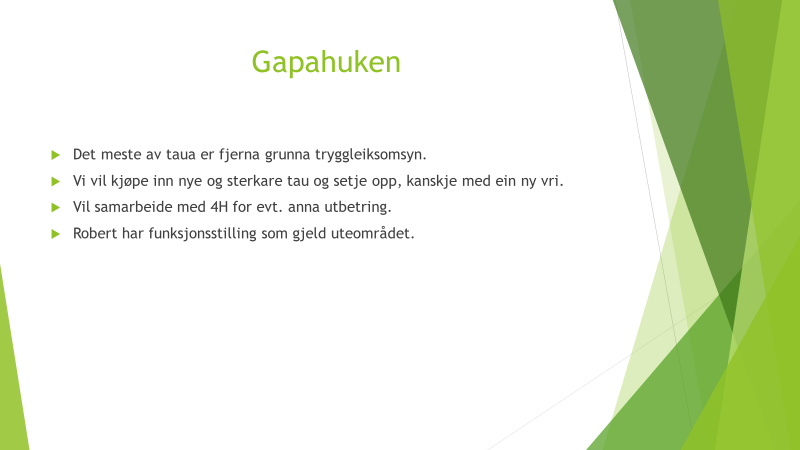 Gapahuken
Det meste av taua er fjerna grunna tryggleiksomsyn.
Vi vil kjøpe inn nye og sterkare tau og setje opp, kanskje med ein ny vri.
Vil samarbeide med 4H for evt. anna utbetring.
Robert har funksjonsstilling som gjeld uteområdet.